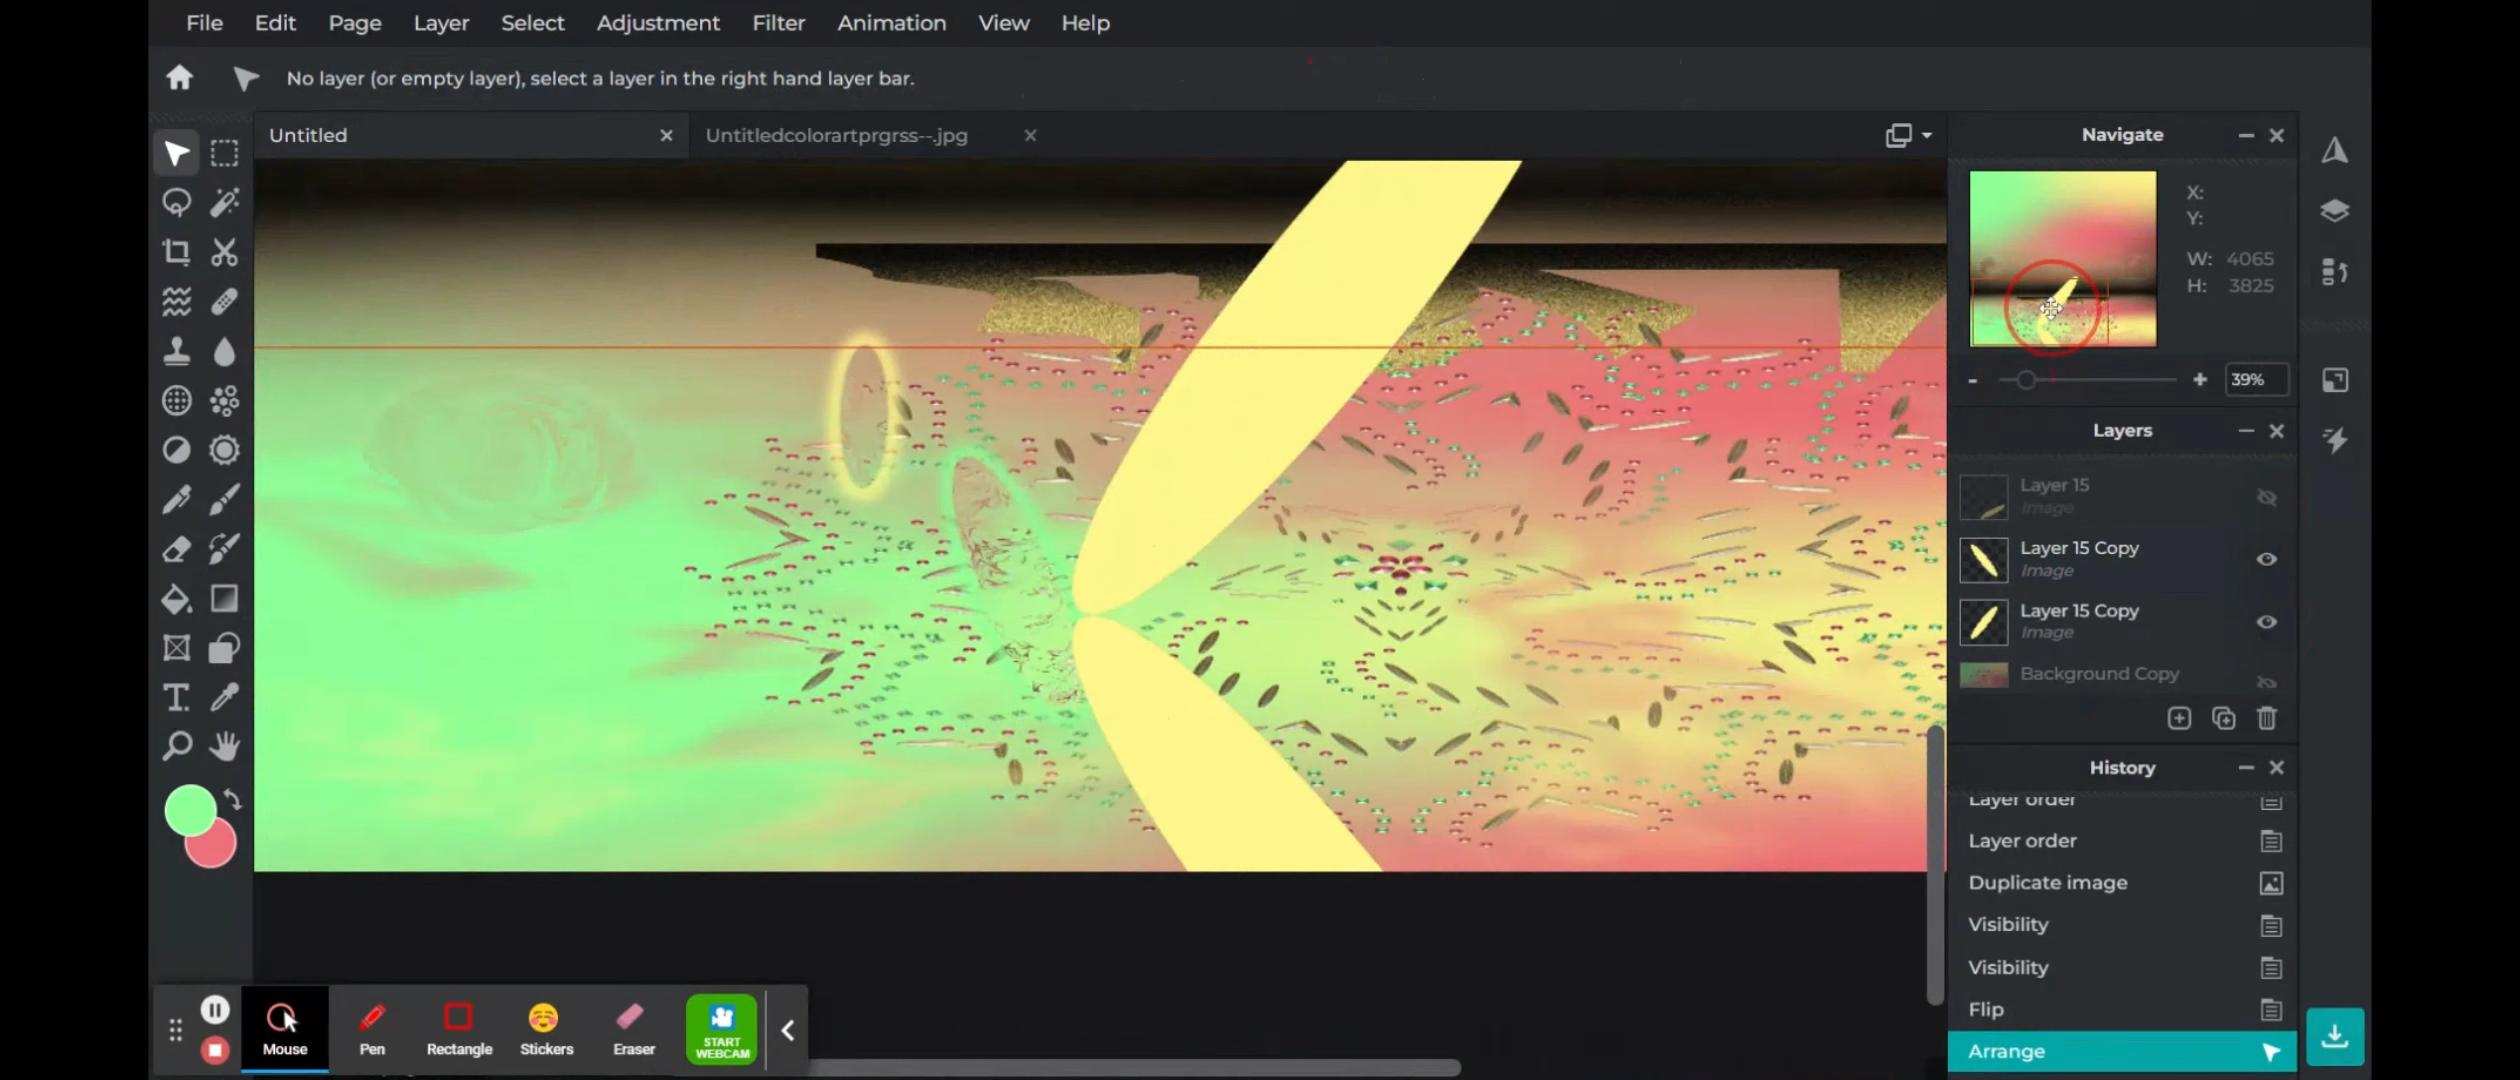 File Edit Page Layer Select Adjustment Filter Animation View Help
No layer (or empty layer), select a layer in the right hand layer bar.
Untitled
Untitledcolorartprgrss--.jpg
Navigate
X:
Y:
W: 4065
H: 3825
39%
Layers
Layer 15
Image
Layer 15 Copy
Image
Layer 15 Copy
Image
Background Copy
History
Layer order
Layer order
Duplicate image
Visibility
Visibility
Flip
Arrange
T.
Mouse
Pen
Rectangle
Stickers
Eraser
START
WEBCAM